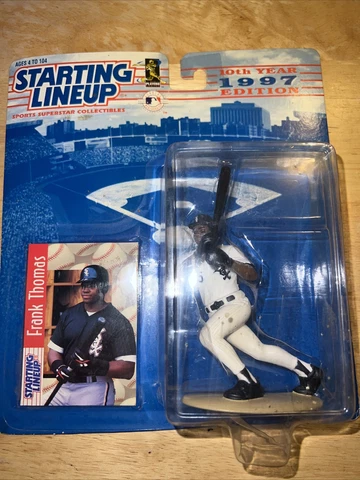 AGES 4 TO 104
STARTING
LINEUP
SPORTS SUPERSTAR COLLECTIBLES
10th YEAR
1997
EDITION
Frank Thomas
STARTING
LINEUP